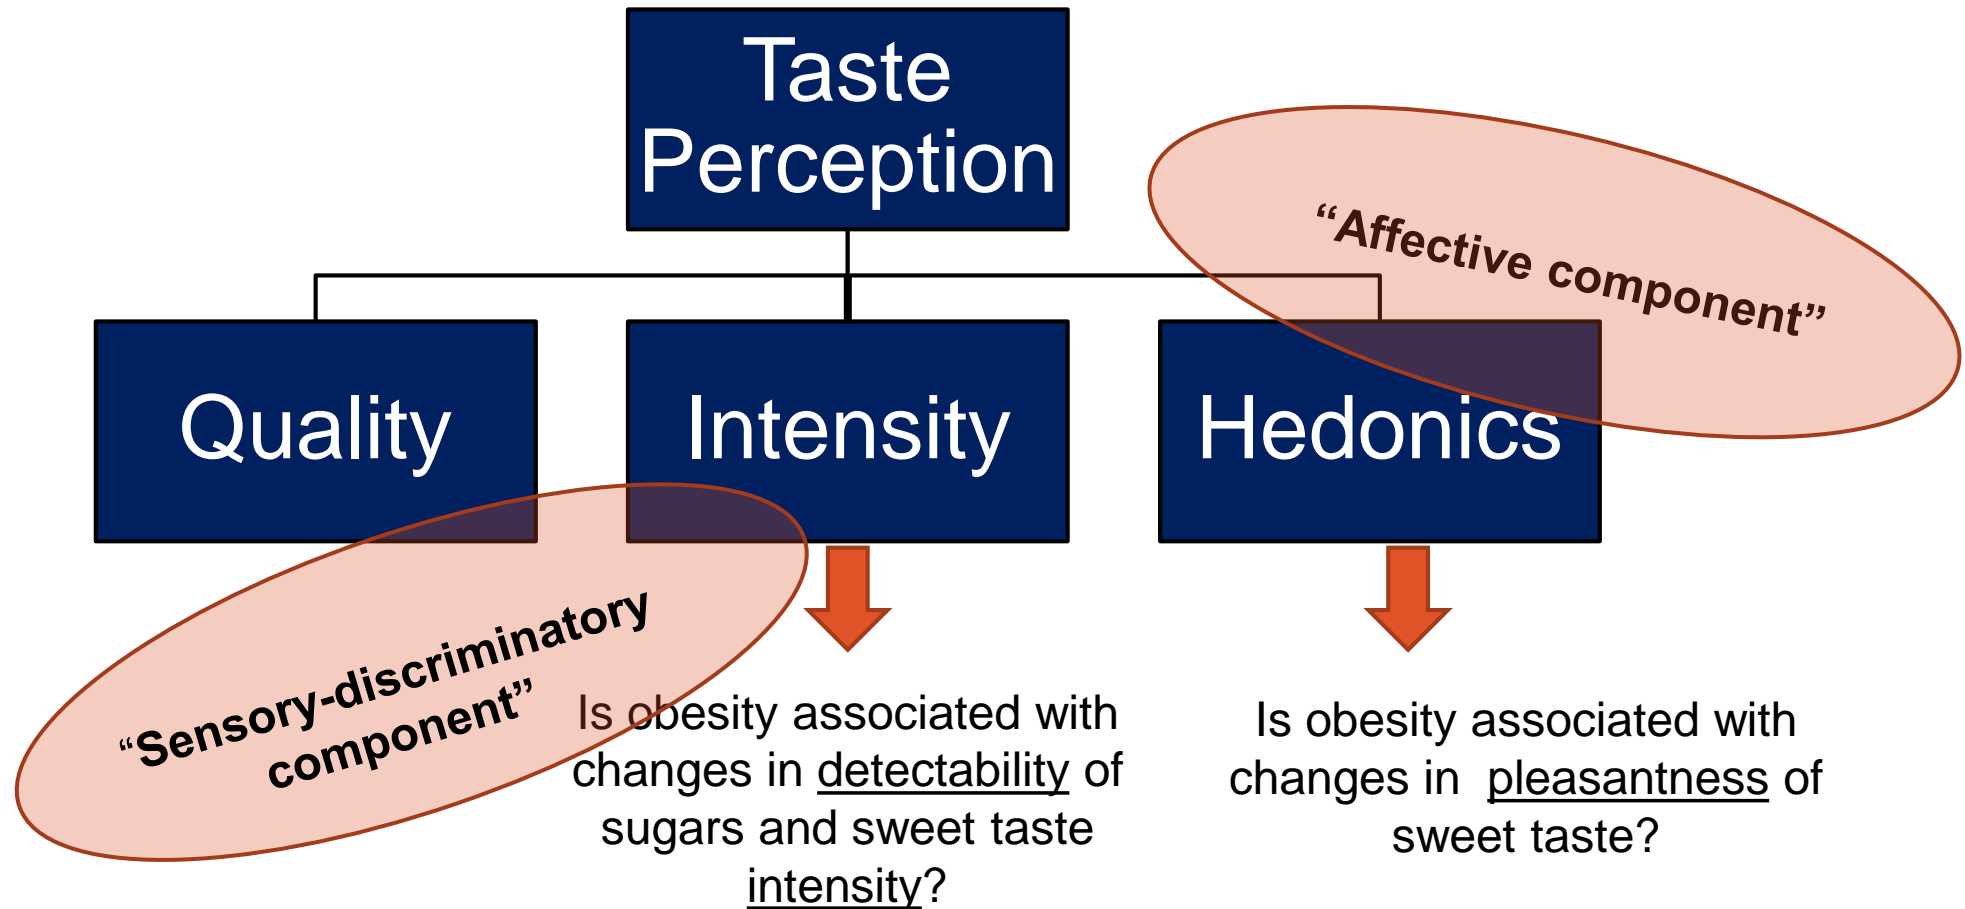 Taste
Perception
“Affective component”
Quality
Intensity
Hedonics
“Sensory-discriminatory
component”
Is obesity associated with
changes in detectability of
sugars and sweet taste
intensity?
Is obesity associated with
changes in pleasantness of
sweet taste?